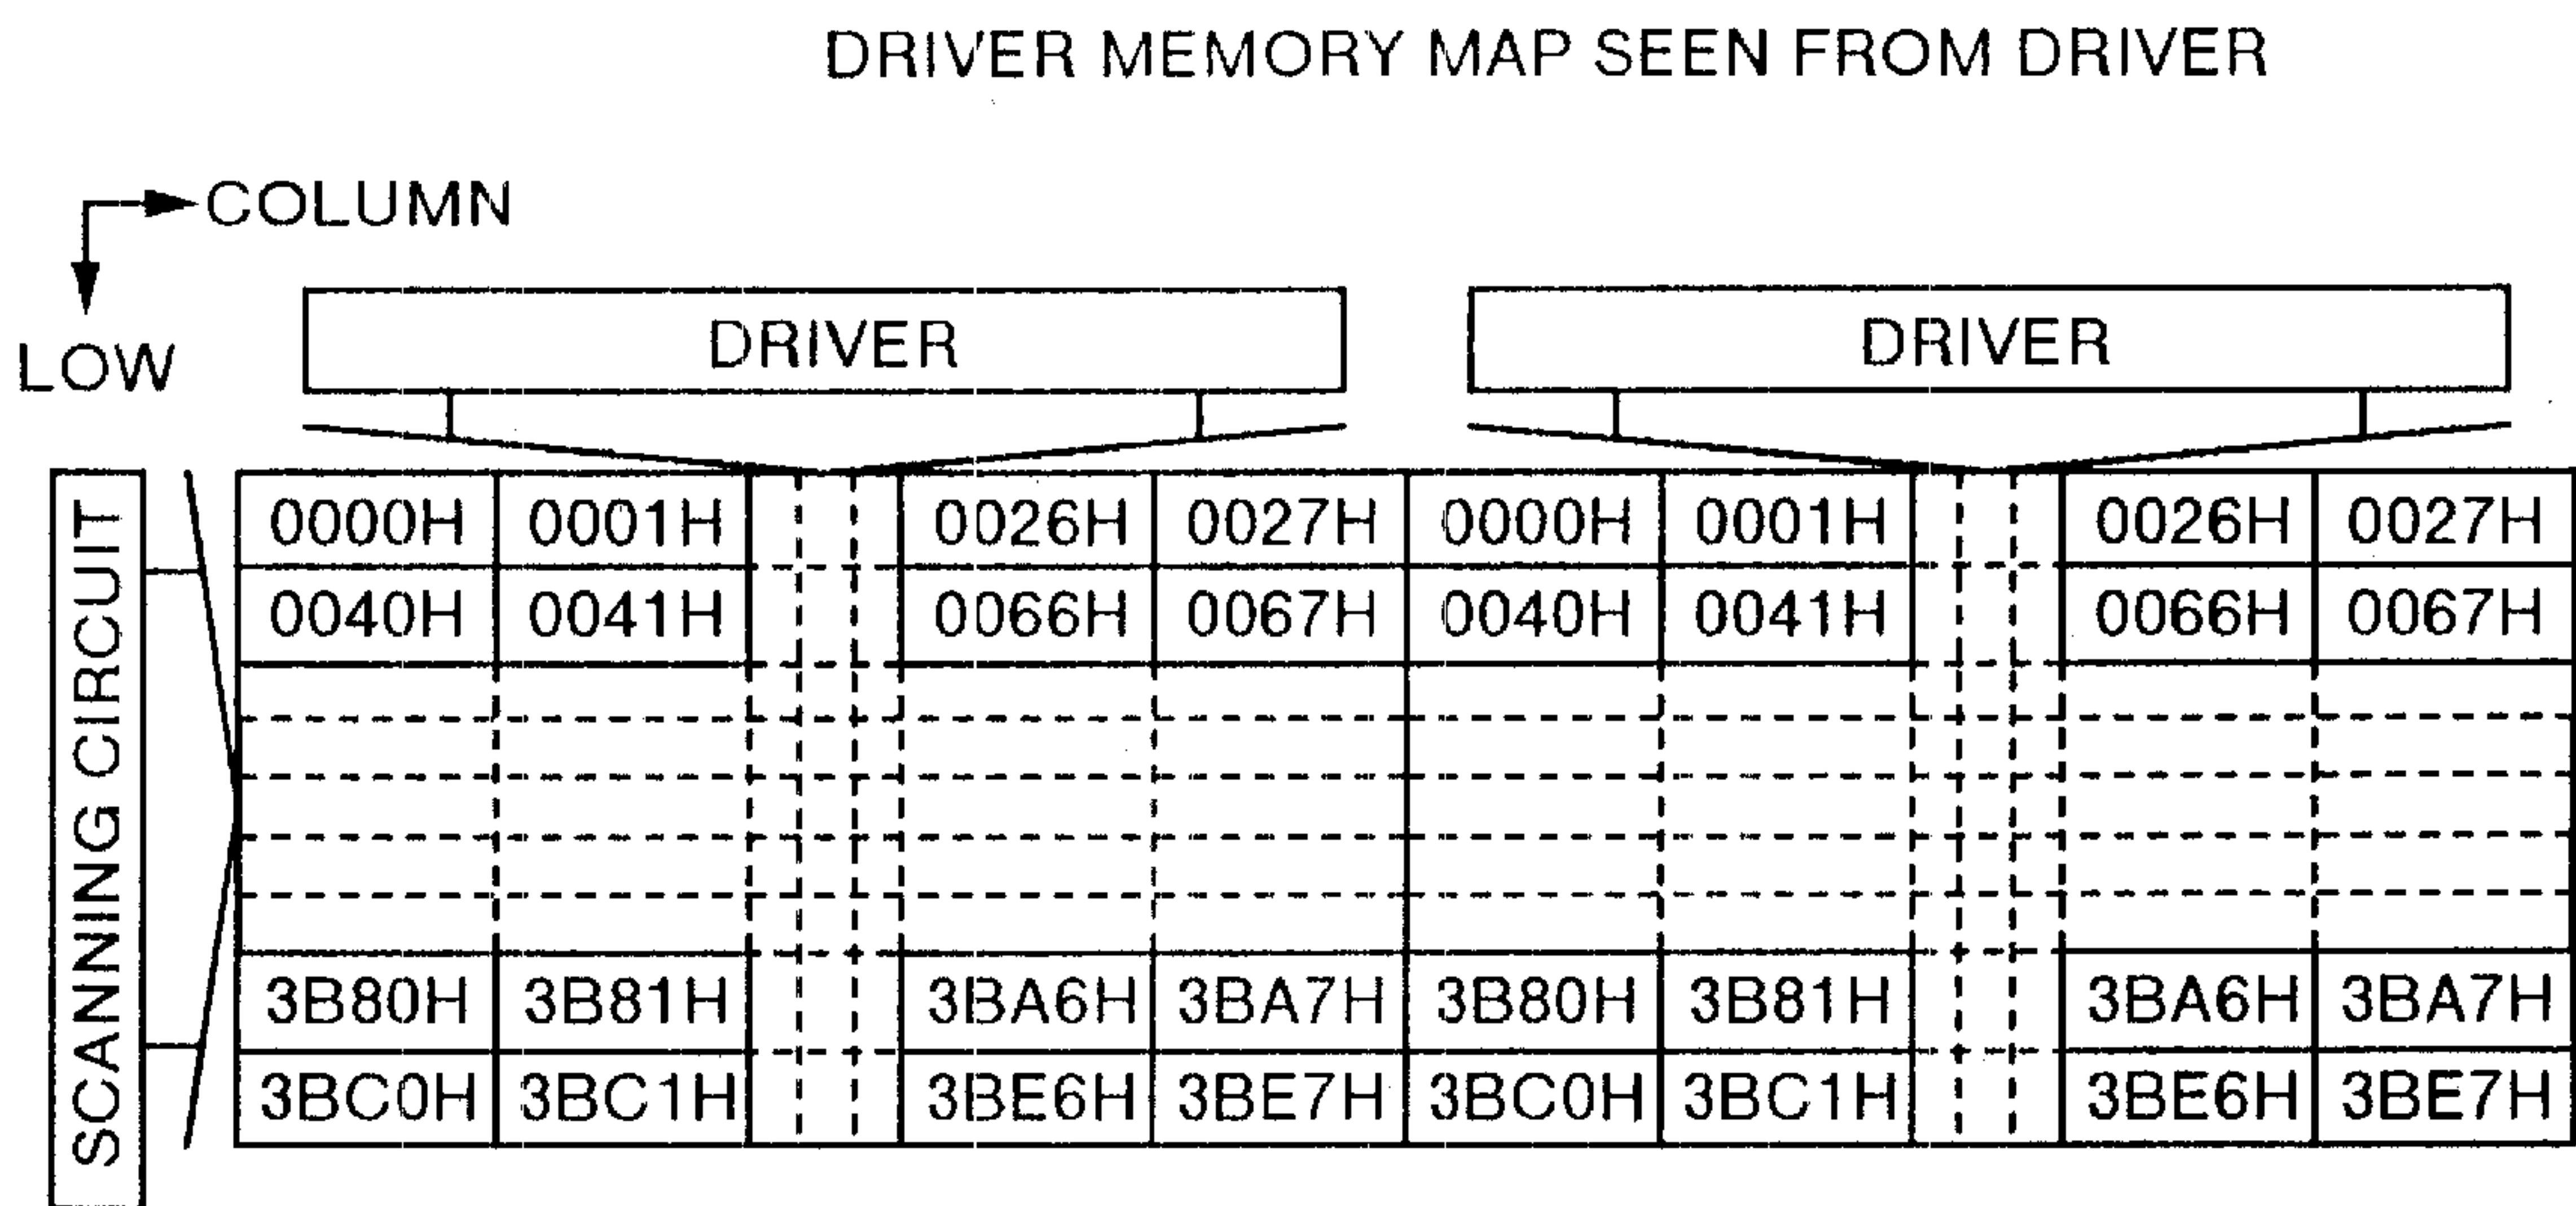 DRIVER MEMORY MAP SEEN FROM DRIVER
COLUMN
LOW
DRIVER DRIVER
SCANNING CIRCUIT
0000H 0001H 0026H 0027H 0000H 0001H 0026H 0027H
0040H 0041H 0066H 0067H 0040H 0041H 0066H 0067H
3B80H 3B81H 3BA6H 3BA7H 3B80H 3B81H 3BA6H 3BA7H
3BC0H 3BC1H 3BE6H 3BE7H 3BC0H 3BC1H 3BE6H 3BE7H